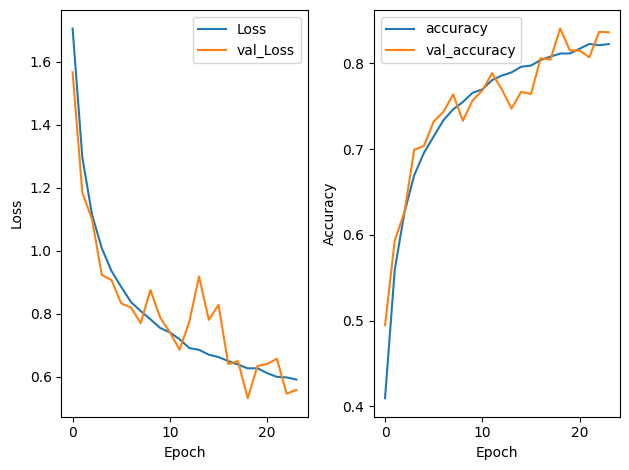 Loss
val_Loss
1.6
1.4
1.2
1.0
0.8
0.6
Loss
0
10
20
Epoch
accuracy
val_accuracy
0.8
0.7
0.6
0.5
0.4
Accuracy
0
10
20
Epoch